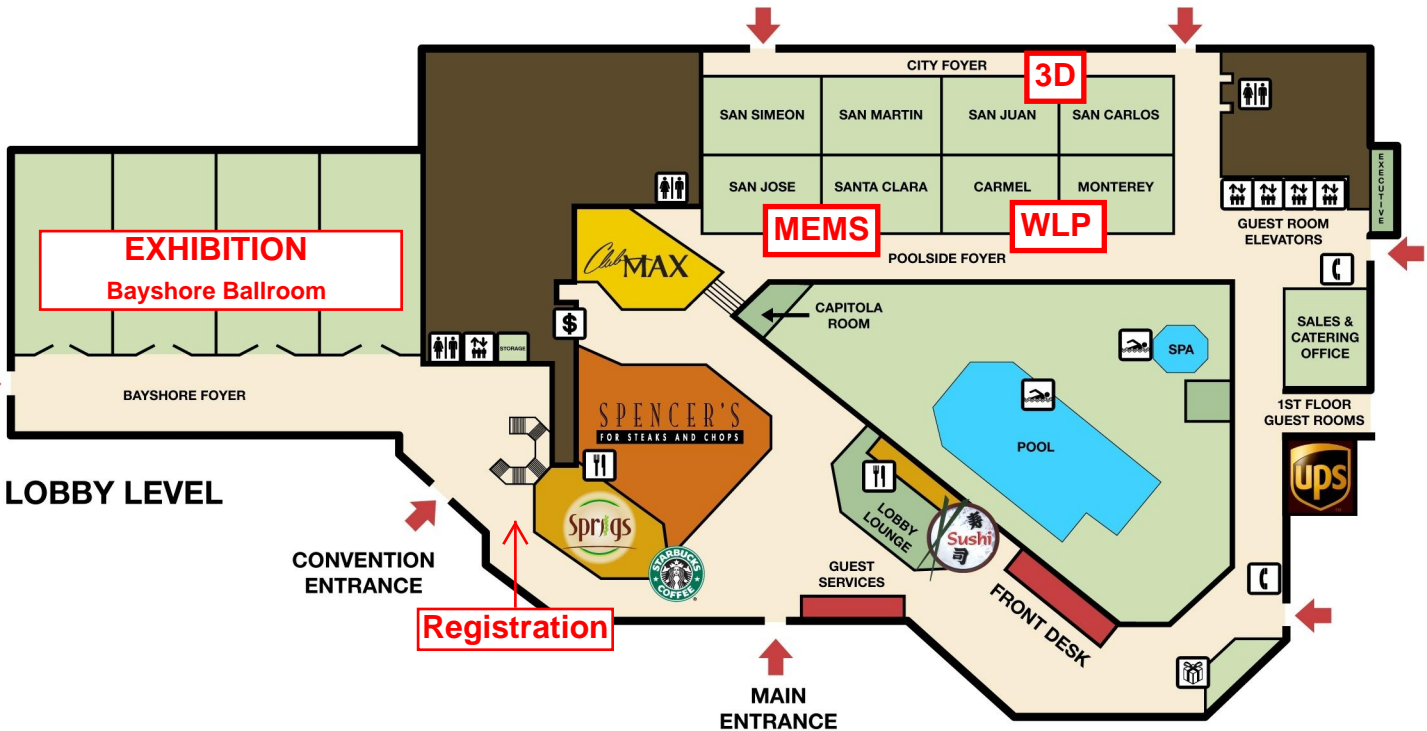 CITY FOYER
3D
SAN SIMEON
SAN MARTIN
SAN JUAN
SAN CARLOS
SAN JOSE
SANTA CLARA
CARMEL
MONTEREY
MEMS
WLP
EXECUTIVE
GUEST ROOM
ELEVATORS
POOLSIDE FOYER
EXHIBITION
Bayshore Ballroom
Club MAX
CAPITOLA
ROOM
$
STORAGE
SPA
SALES &
CATERING
OFFICE
BAYSHORE FOYER
SPENCER'S
FOR STEAKS AND CHOPS
1ST FLOOR
GUEST ROOMS
POOL
ups
LOBBY LEVEL
Sprigs
LOBBY
LOUNGE
寿
Sushi
司
CONVENTION
ENTRANCE
STARBUCKS
COFFEE
GUEST
SERVICES
FRONT DESK
Registration
MAIN
ENTRANCE